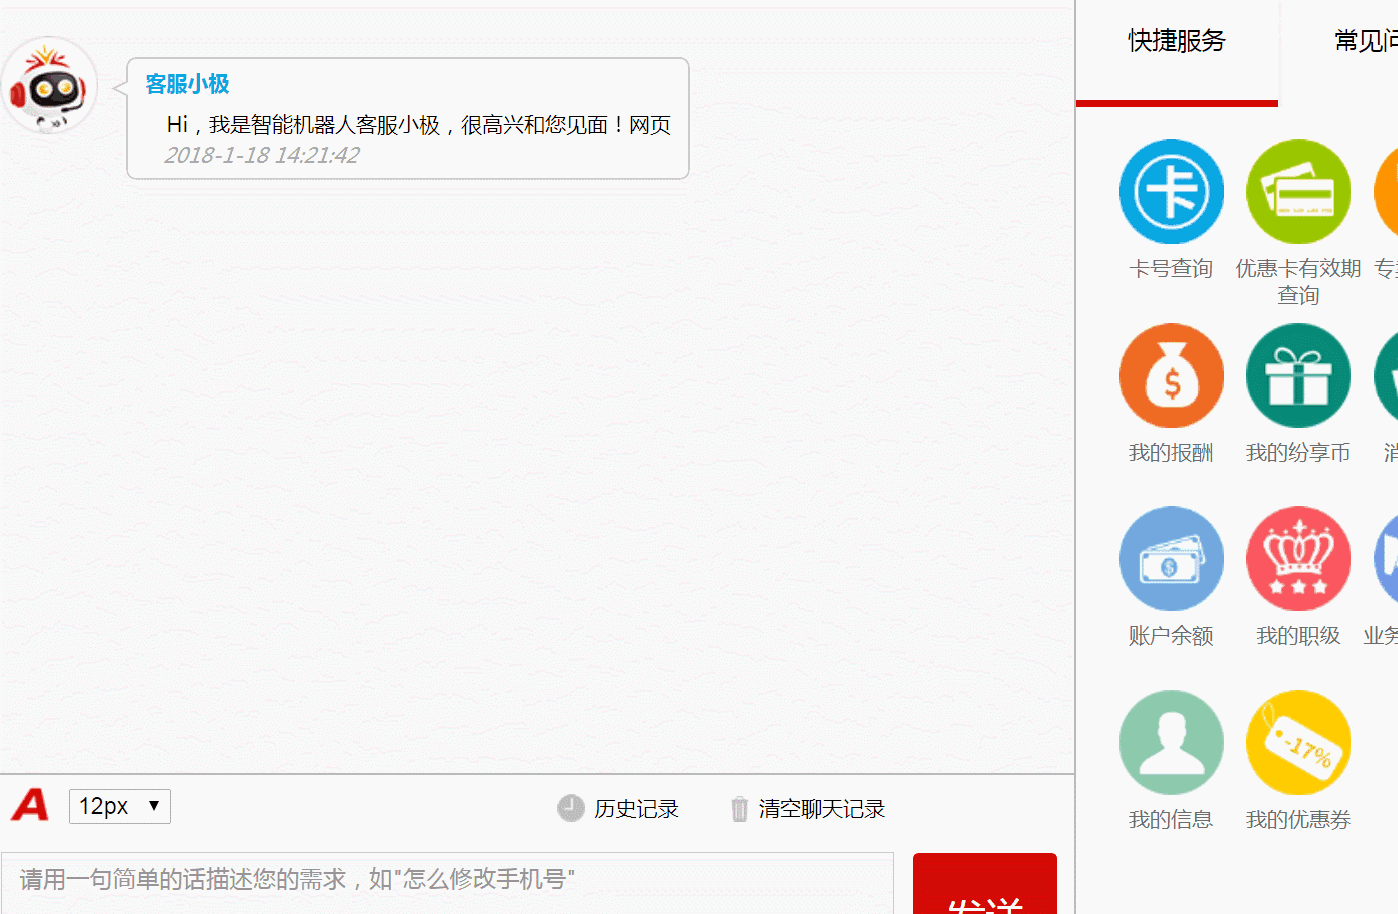 快捷服务
常见问
客服小极
Hi，我是智能机器人客服小极，很高兴和您见面！网页
2018-1-18 14:21:42
卡
卡号查询
优惠卡有效期
查询
专
$
我的报酬
我的纷享币
消
$
账户余额
我的职级
业务
-17%
我的信息
我的优惠券
A
12px
历史记录
清空聊天记录
请用一句简单的话描述您的需求，如"怎么修改手机号"
发送